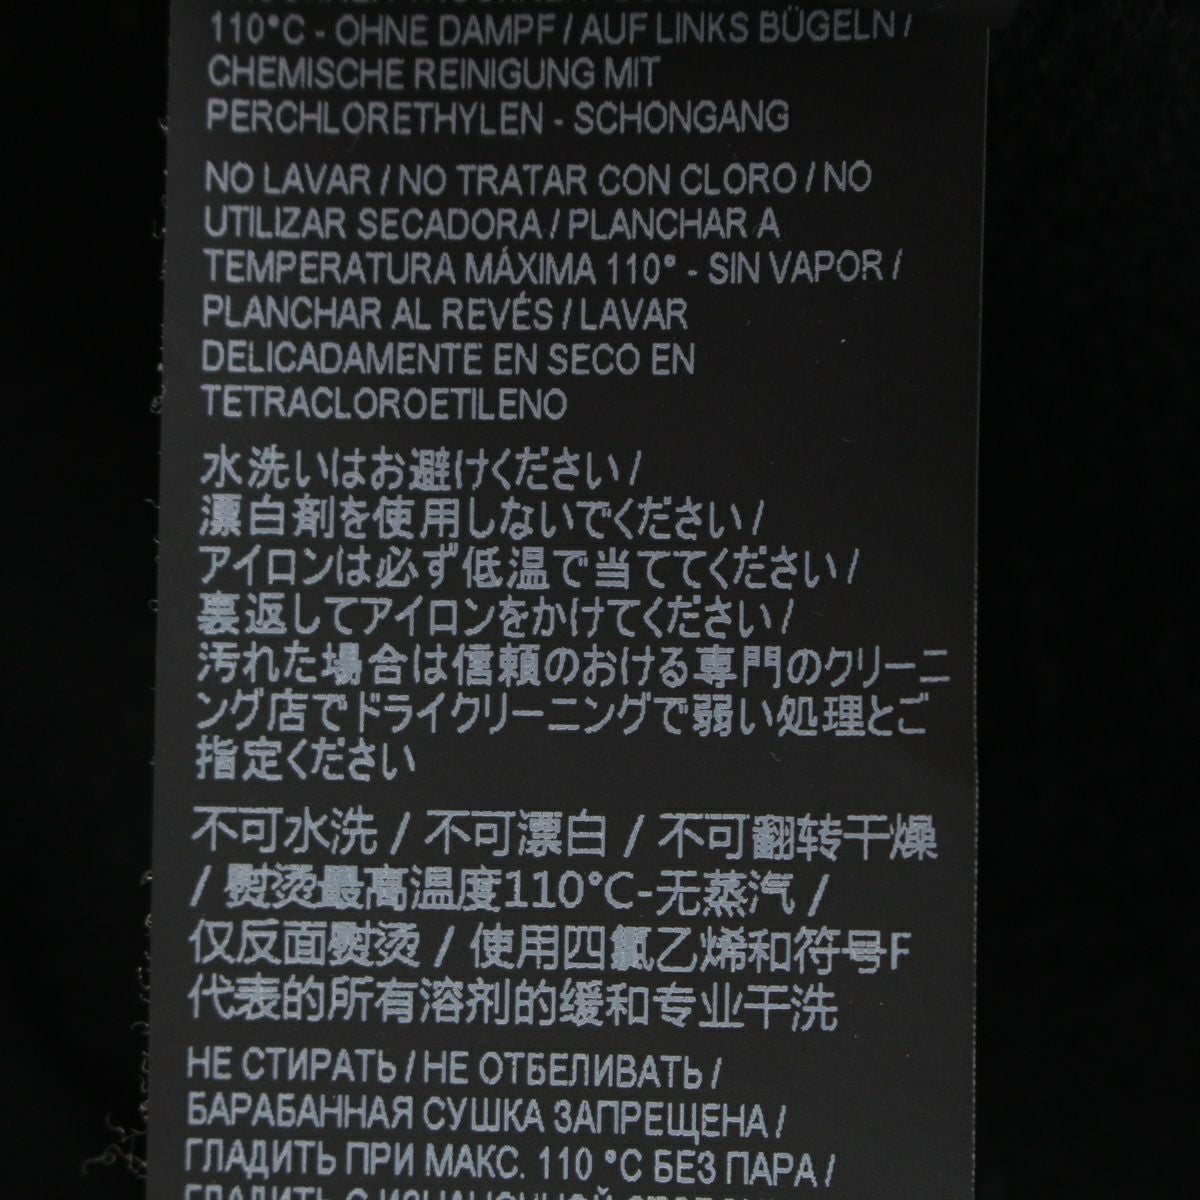 110°C - OHNE DAMPF / AUF LINKS BÜGELN /
CHEMISCHE REINIGUNG MIT
PERCHLORETHYLEN - SCHONGANG
NO LAVAR / NO TRATAR CON CLORO / NO
UTILIZAR SECADORA / PLANCHAR A
TEMPERATURA MÁXIMA 110° - SIN VAPOR /
PLANCHAR AL REVÉS / LAVAR
DELICADAMENTE EN SECO EN
TETRACLOROETILENO
水洗いはお避けください/
漂白剤を使用しないでください/
アイロンは必ず低温で当ててください/
裏返してアイロンをかけてください/
汚れた場合は信頼のおける専門のクリーニ
ング店でドライクリーニングで弱い処理とご
指定ください
不可水洗 / 不可漂白 / 不可翻转干燥
/ 熨烫最高温度110°C-无蒸汽 /
仅反面熨烫 / 使用四氯乙烯和符号F
代表的所有溶剂的缓和专业干洗
НЕ СТИРАТЬ / НЕ ОТБЕЛИВАТЬ /
БАРАБАННАЯ СУШКА ЗАПРЕЩЕНА /
ГЛАДИТЬ ПРИ МАКС. 110 °C БЕЗ ПАРА /
ГЛАДИТЬ С ИЗНАНОЧНОЙ